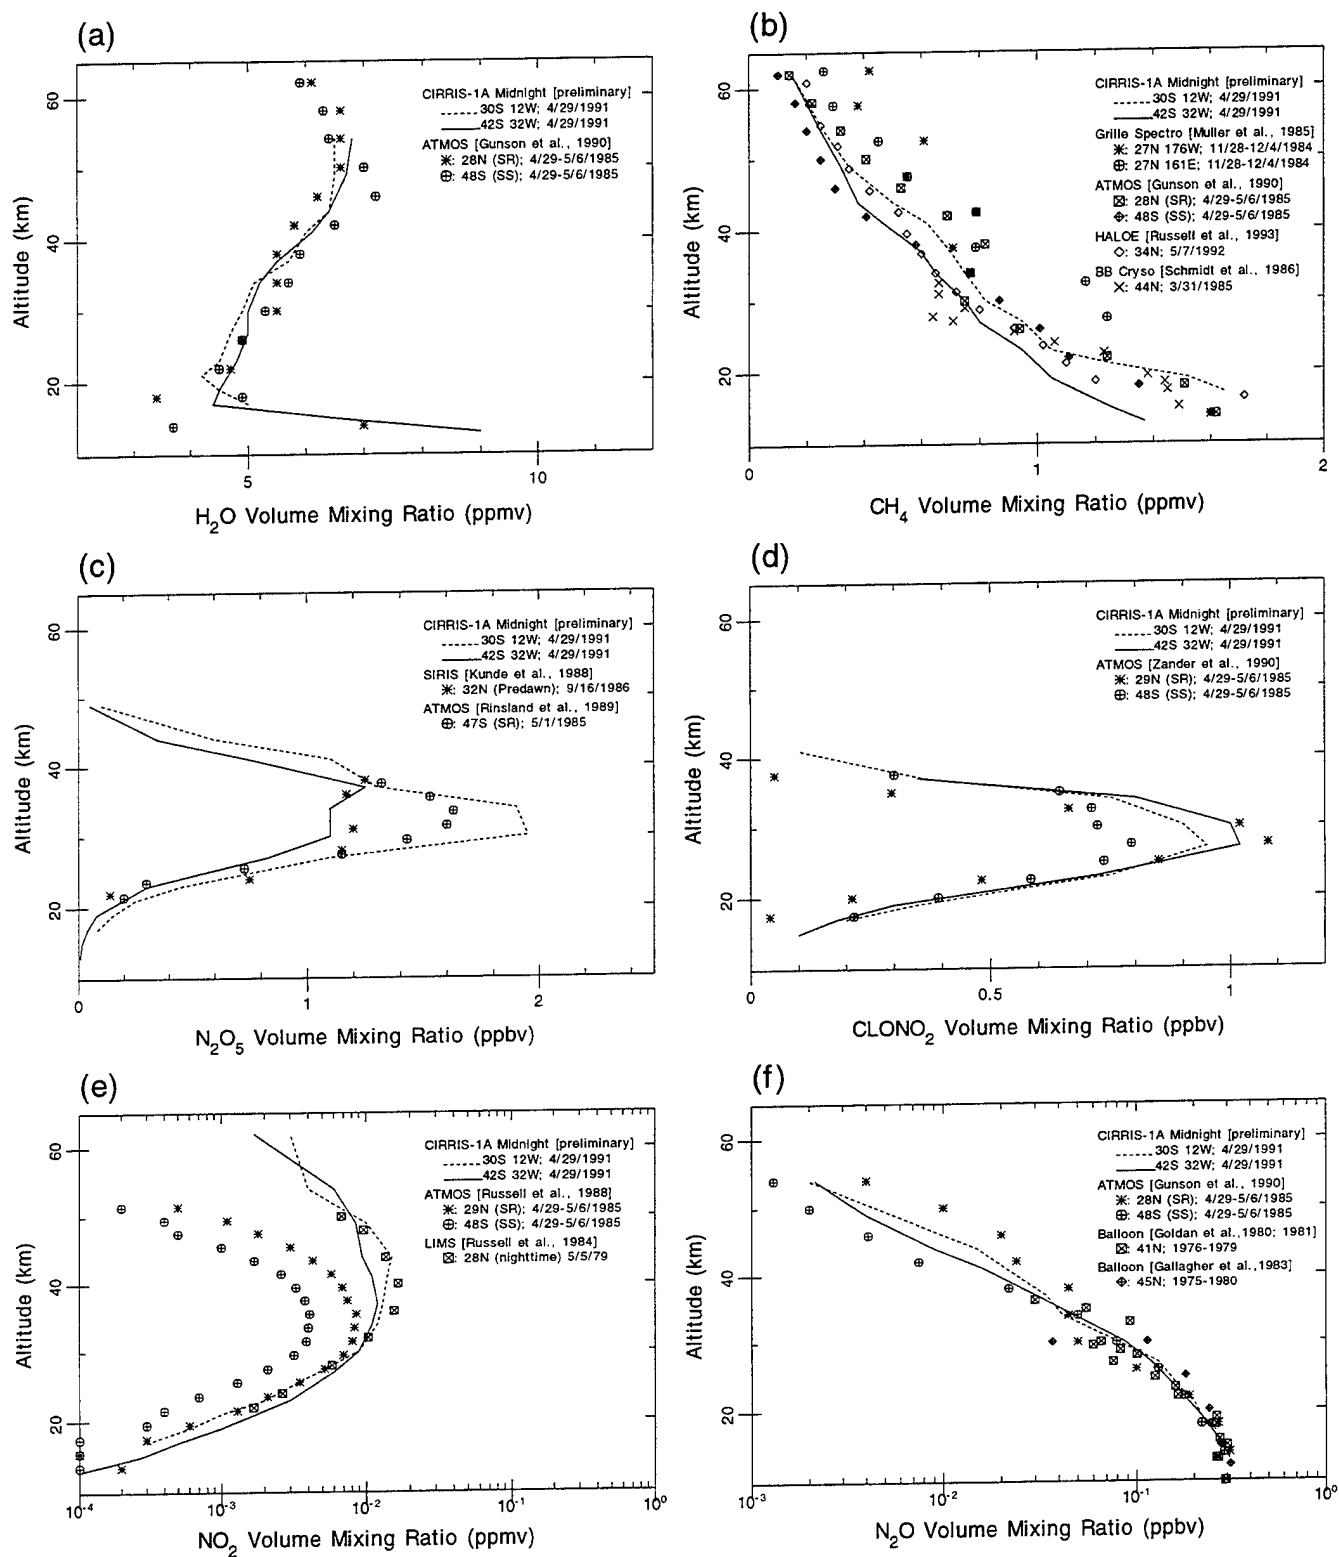 (a)
60
40
20
5
10
Altitude (km)
H2O Volume Mixing Ratio (ppmv)
CIRRIS-1A Midnight [preliminary]
30S 12W; 4/29/1991
42S 32W; 4/29/1991
ATMOS [Gunson et al., 1990]
: 28N (SR); 4/29-5/6/1985
: 48S (SS); 4/29-5/6/1985
(b)
60
40
20
0
1
2
Altitude (km)
CH4 Volume Mixing Ratio (ppmv)
CIRRIS-1A Midnight [preliminary]
30S 12W; 4/29/1991
42S 32W; 4/29/1991
Grille Spectro [Muller et al., 1985]
: 27N 176W; 11/28-12/4/1984
: 27N 161E; 11/28-12/4/1984
ATMOS [Gunson et al., 1990]
: 28N (SR); 4/29-5/6/1985
: 48S (SS); 4/29-5/6/1985
HALOE [Russell et al., 1993]
: 34N; 5/7/1992
BB Cryso [Schmidt et al., 1986]
: 44N; 3/31/1985
(c)
60
40
20
0
1
2
Altitude (km)
N2O5 Volume Mixing Ratio (ppbv)
CIRRIS-1A Midnight [preliminary]
30S 12W; 4/29/1991
42S 32W; 4/29/1991
SIRIS [Kunde et al., 1988]
: 32N (Predawn); 9/16/1986
ATMOS [Rinsland et al., 1989]
: 47S (SR); 5/1/1985
(d)
60
40
20
0
0.5
1
Altitude (km)
CLONO2 Volume Mixing Ratio (ppbv)
CIRRIS-1A Midnight [preliminary]
30S 12W; 4/29/1991
42S 32W; 4/29/1991
ATMOS [Zander et al., 1990]
: 29N (SR); 4/29-5/6/1985
: 48S (SS); 4/29-5/6/1985
(e)
60
40
20
10-4
10-3
10-2
10-1
100
Altitude (km)
NO2 Volume Mixing Ratio (ppmv)
CIRRIS-1A Midnight [preliminary]
30S 12W; 4/29/1991
42S 32W; 4/29/1991
ATMOS [Russell et al., 1988]
: 29N (SR); 4/29-5/6/1985
: 48S (SS); 4/29-5/6/1985
LIMS [Russell et al., 1984]
: 28N (nighttime) 5/5/79
(f)
60
40
20
10-3
10-2
10-1
100
Altitude (km)
N2O Volume Mixing Ratio (ppbv)
CIRRIS-1A Midnight [preliminary]
30S 12W; 4/29/1991
42S 32W; 4/29/1991
ATMOS [Gunson et al., 1990]
: 28N (SR); 4/29-5/6/1985
: 48S (SS); 4/29-5/6/1985
Balloon [Goldan et al.,1980; 1981]
: 41N; 1976-1979
Balloon [Gallagher et al.,1983]
: 45N; 1975-1980